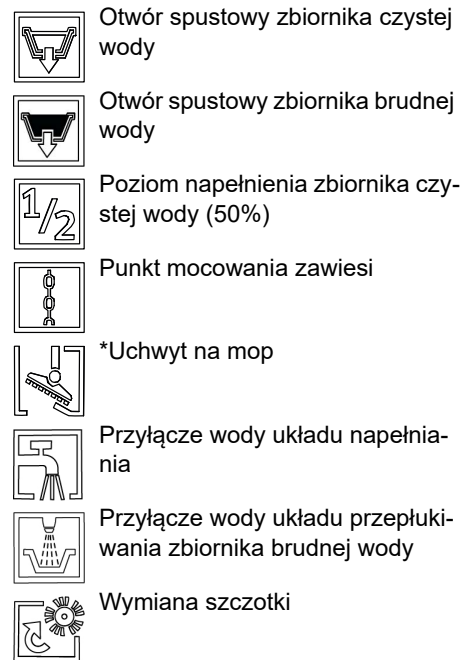 Otwór spustowy zbiornika czystej
wody
Otwór spustowy zbiornika brudnej
wody
1/2
Poziom napełnienia zbiornika czy-
stej wody (50%)
Punkt mocowania zawiesi
*Uchwyt na mop
Przyłącze wody układu napełnia-
nia
Przyłącze wody układu przepłuki-
wania zbiornika brudnej wody
Wymiana szczotki